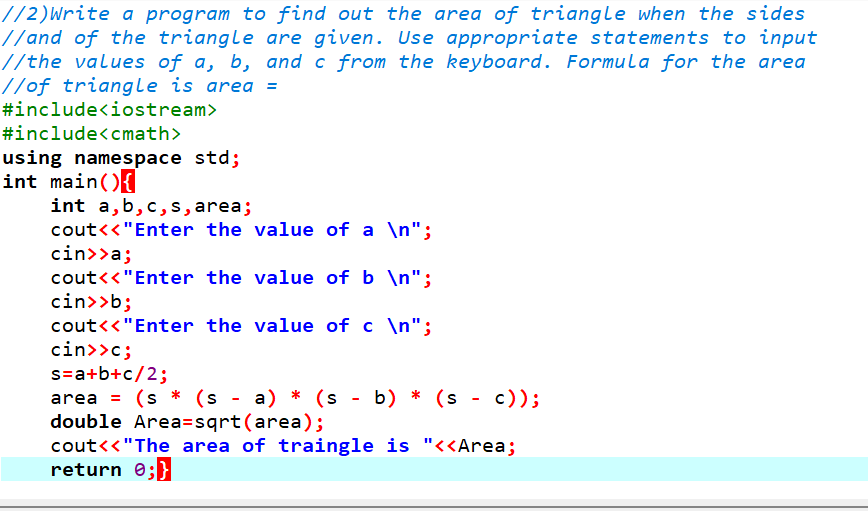 //2)Write a program to find out the area of triangle when the sides
//and of the triangle are given. Use appropriate statements to input
//the values of a, b, and c from the keyboard. Formula for the area
//of triangle is area =
#include<iostream>
#include<cmath>
using namespace std;
int main(){
    int a,b,c,s,area;
    cout<<"Enter the value of a \n";
    cin>>a;
    cout<<"Enter the value of b \n";
    cin>>b;
    cout<<"Enter the value of c \n";
    cin>>c;
    s=a+b+c/2;
    area = (s * (s - a) * (s - b) * (s - c));
    double Area=sqrt(area);
    cout<<"The area of traingle is "<<Area;
    return 0;}